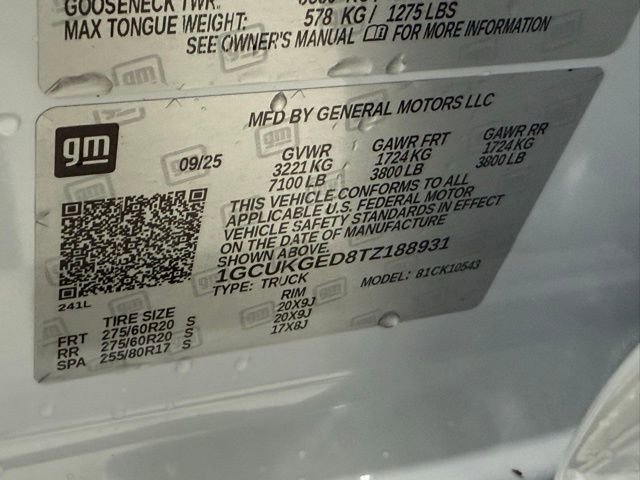 GOOSENECK TWR:
MAX TONGUE WEIGHT: 578 KG / 1275 LBS
SEE OWNER'S MANUAL FOR MORE INFORMATION
MFD BY GENERAL MOTORS LLC
gm
09/25 GVWR GAWR FRT GAWR RR
3221 KG 1724 KG 1724 KG
7100 LB 3800 LB 3800 LB
THIS VEHICLE CONFORMS TO ALL
APPLICABLE U.S. FEDERAL MOTOR
VEHICLE SAFETY STANDARDS IN EFFECT
ON THE DATE OF MANUFACTURE
SHOWN ABOVE.
1GCUKGED8TZ188931
TYPE: TRUCK MODEL: 81CK10543
241L
TIRE SIZE RIM
FRT 275/60R20 S 20X9J
RR 275/60R20 S 20X9J
SPA 255/80R17 S 17X8J